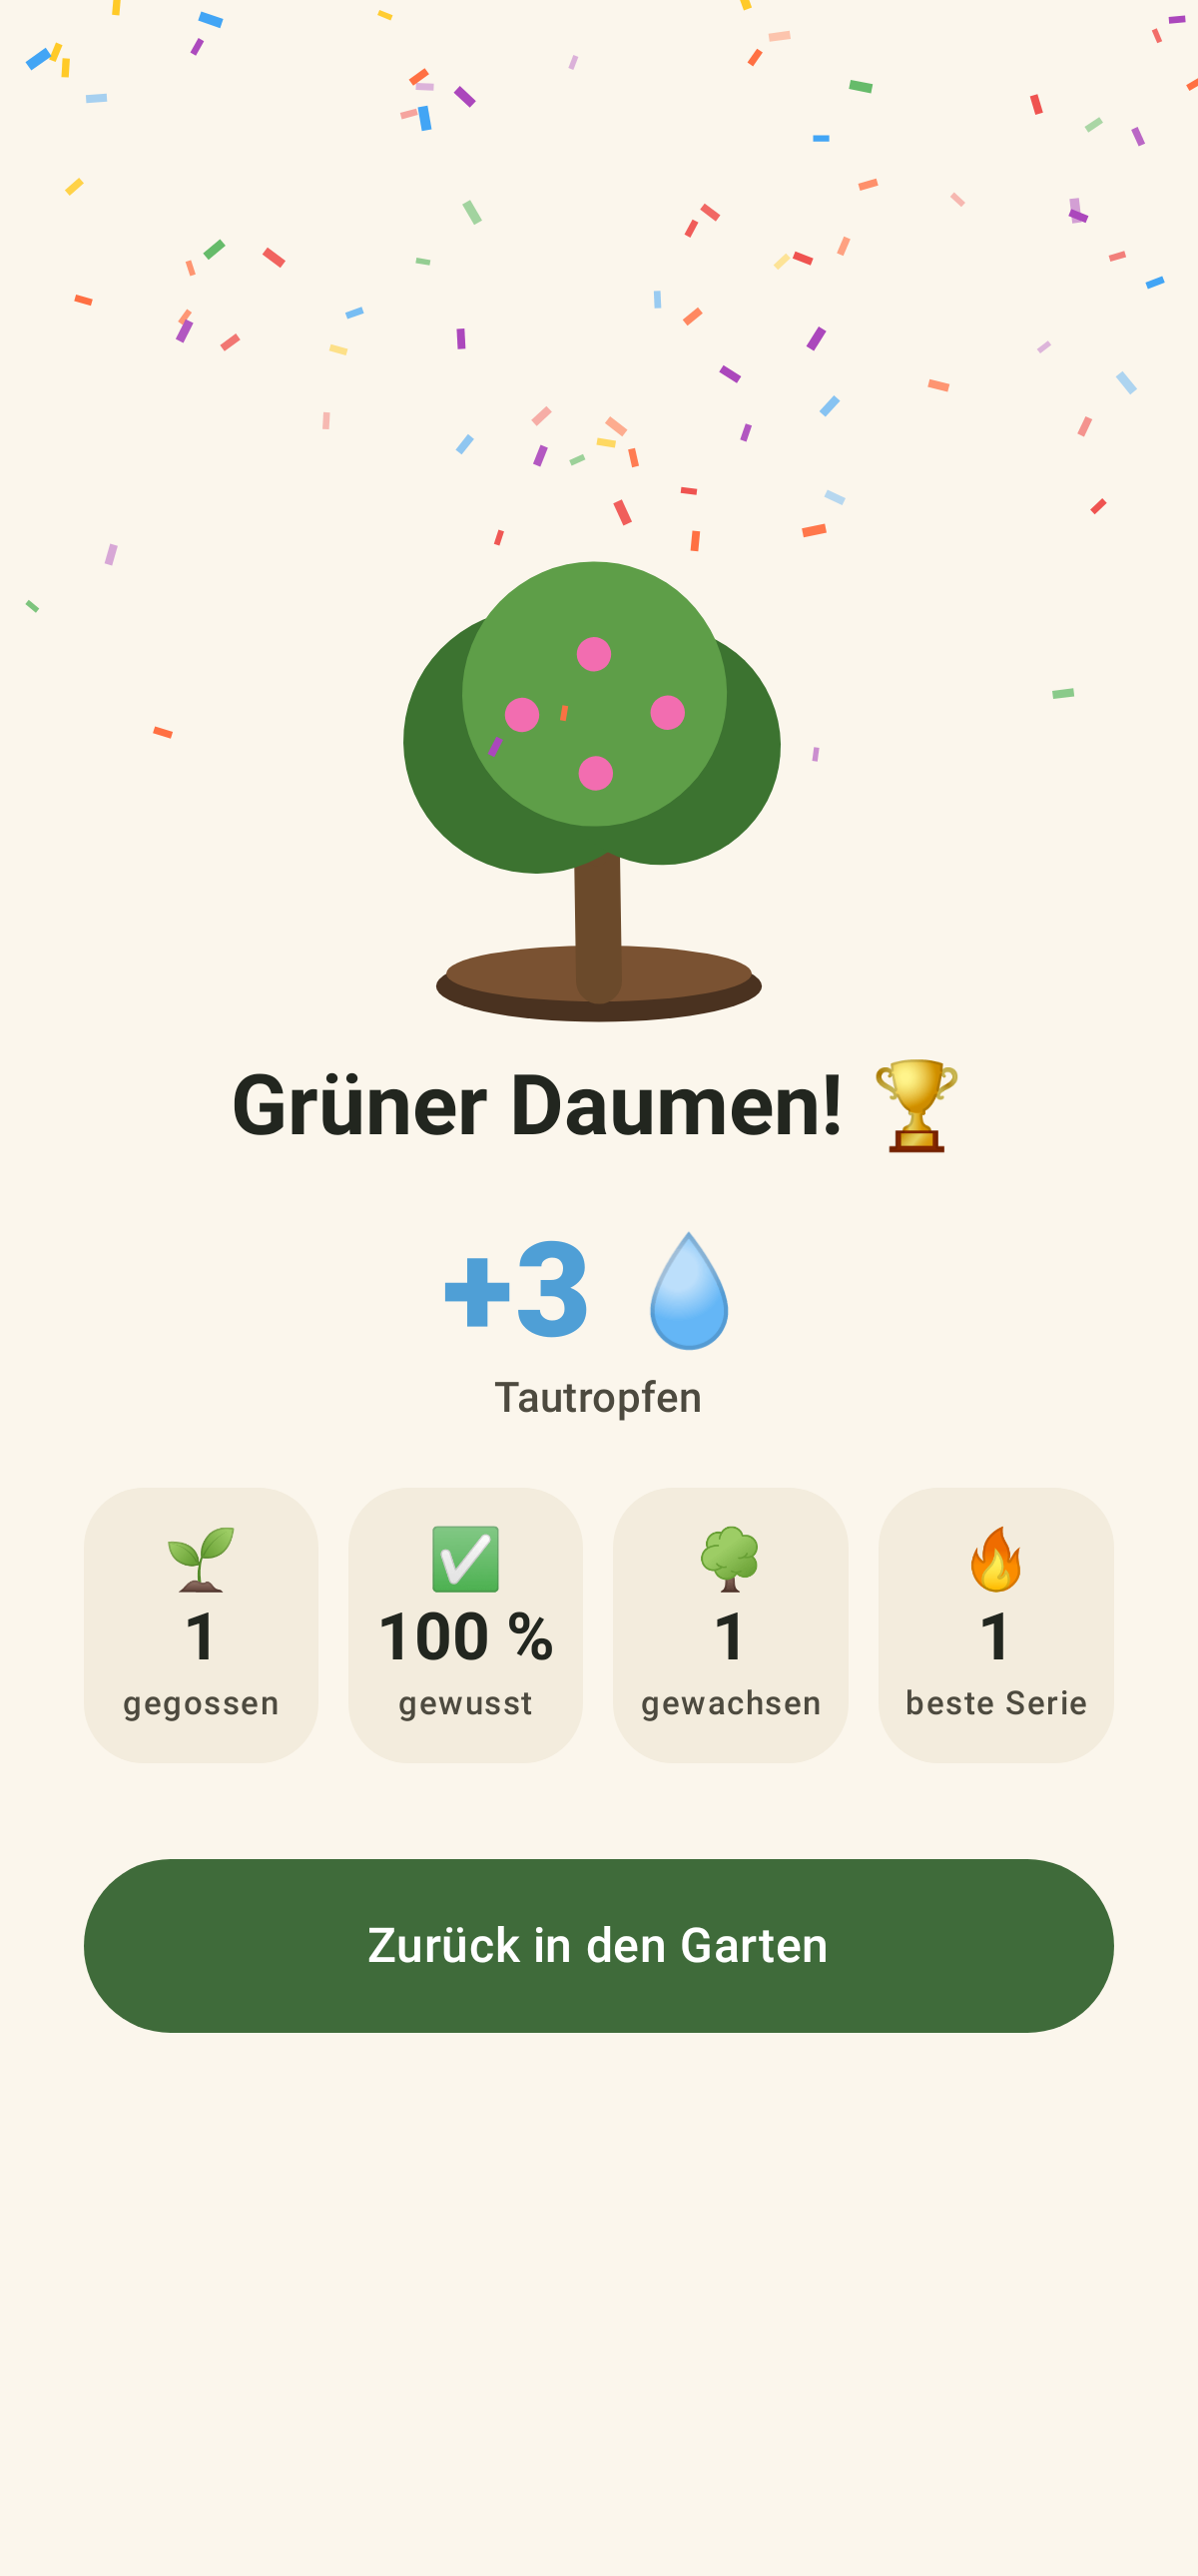 Grüner Daumen! 🏆
+3 💧
Tautropfen
1
gegossen
100 %
gewusst
1
gewachsen
1
beste Serie
Zurück in den Garten